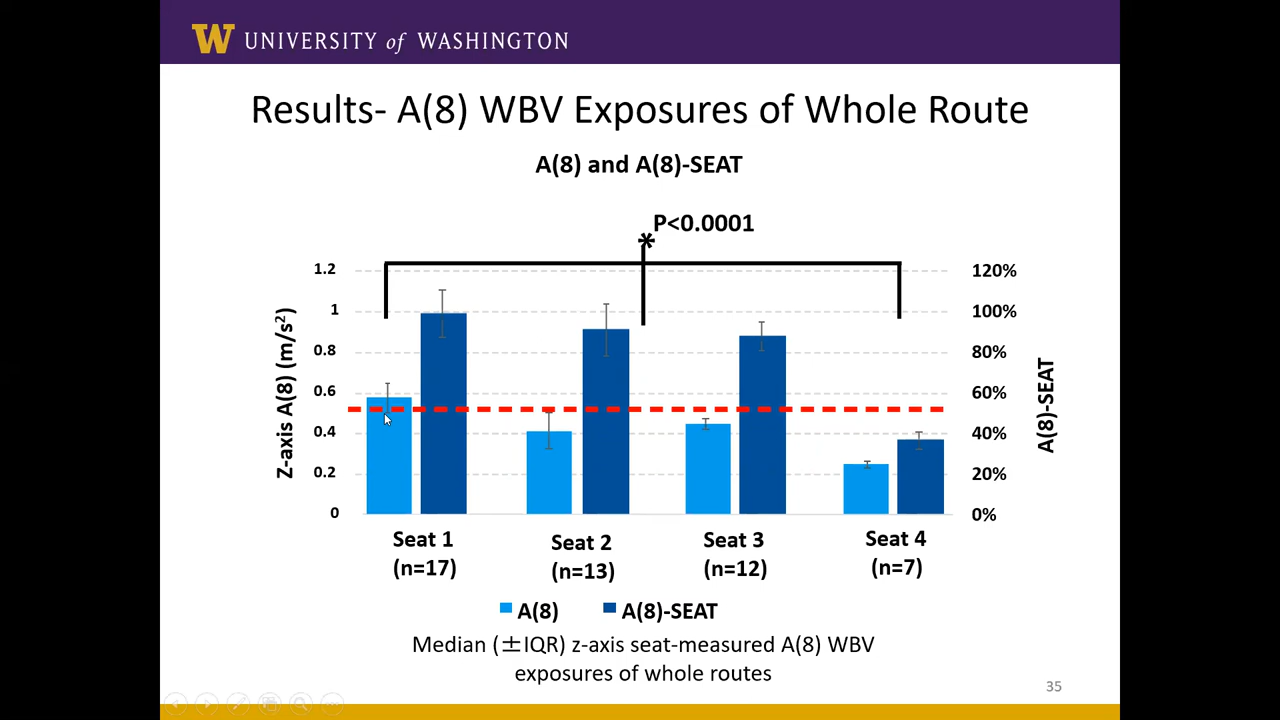 W UNIVERSITY of WASHINGTON
Results- A(8) WBV Exposures of Whole Route
A(8) and A(8)-SEAT
P<0.0001
*
1.2
1
0.8
0.6
0.4
0.2
0
Z-axis A(8) (m/s²)
120%
100%
80%
60%
40%
20%
0%
A(8)-SEAT
Seat 1
(n=17)
Seat 2
(n=13)
Seat 3
(n=12)
Seat 4
(n=7)
A(8)
A(8)-SEAT
Median (±IQR) z-axis seat-measured A(8) WBV
exposures of whole routes
35